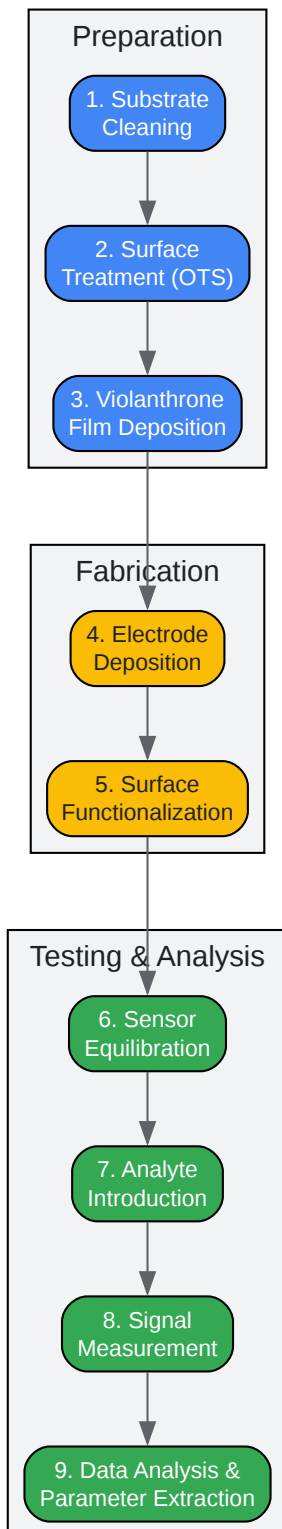 Preparation
1. Substrate
Cleaning
2. Surface
Treatment (OTS)
3. Violanthrone
Film Deposition
Fabrication
4. Electrode
Deposition
5. Surface
Functionalization
Testing & Analysis
6. Sensor
Equilibration
7. Analyte
Introduction
8. Signal
Measurement
9. Data Analysis &
Parameter Extraction